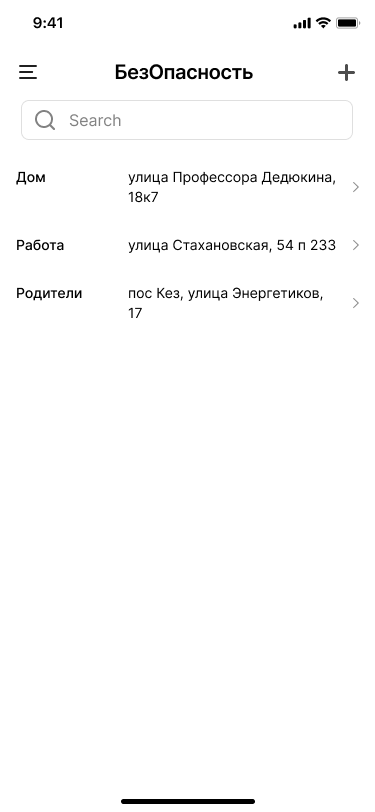 9:41
БезОпасность
Search
Дом
улица Профессора Дедюкина,
18к7
Работа
улица Стахановская, 54 п 233
Родители
пос Кез, улица Энергетиков,
17